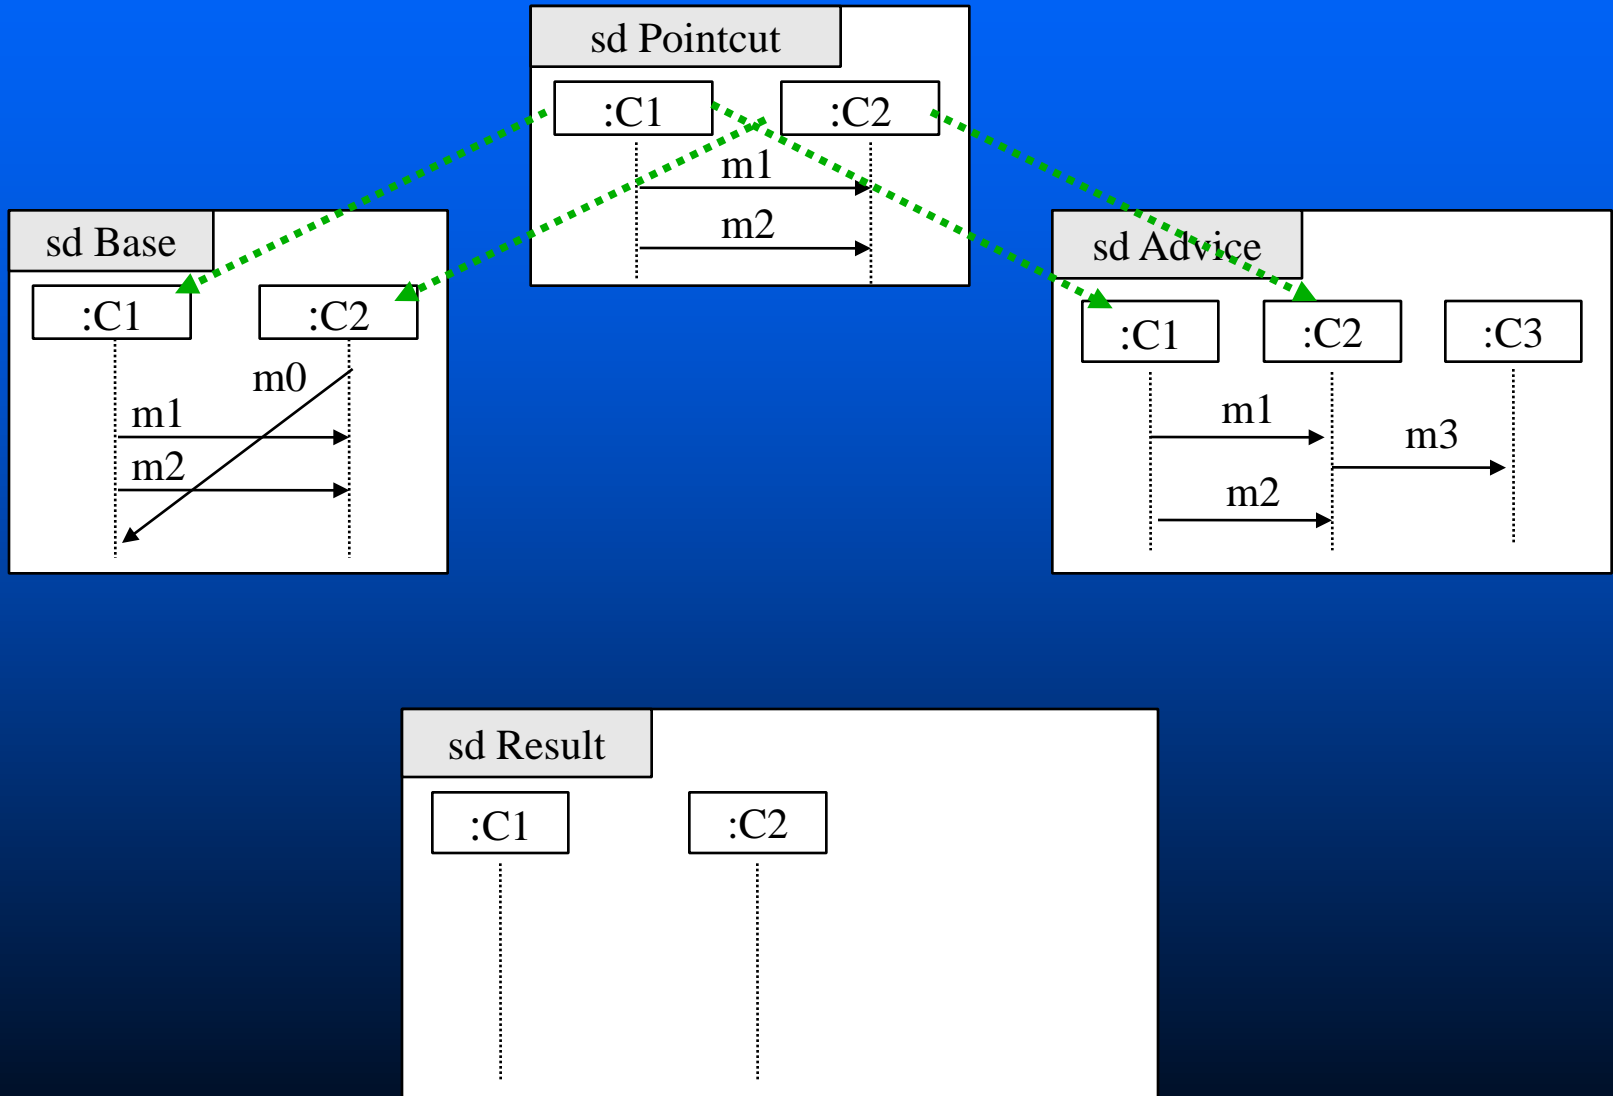 sd Pointcut
:C1 :C2
m1
m2
sd Base
:C1 :C2
m0
m1
m2
sd Advice
:C1 :C2 :C3
m1
m3
m2
sd Result
:C1 :C2